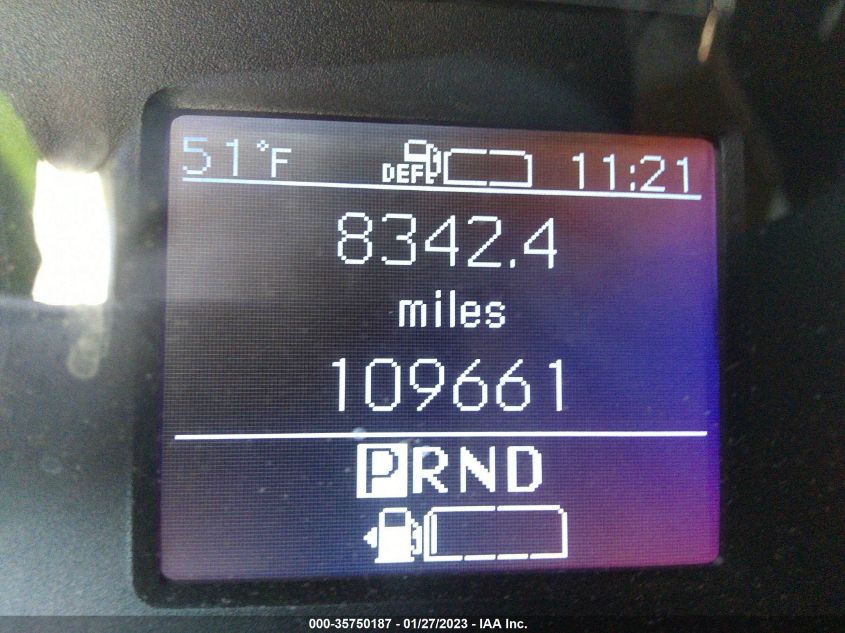 51°F DEF 11:21
8342.4
miles
109661
PRND
000-35750187 - 01/27/2023 - IAA Inc.